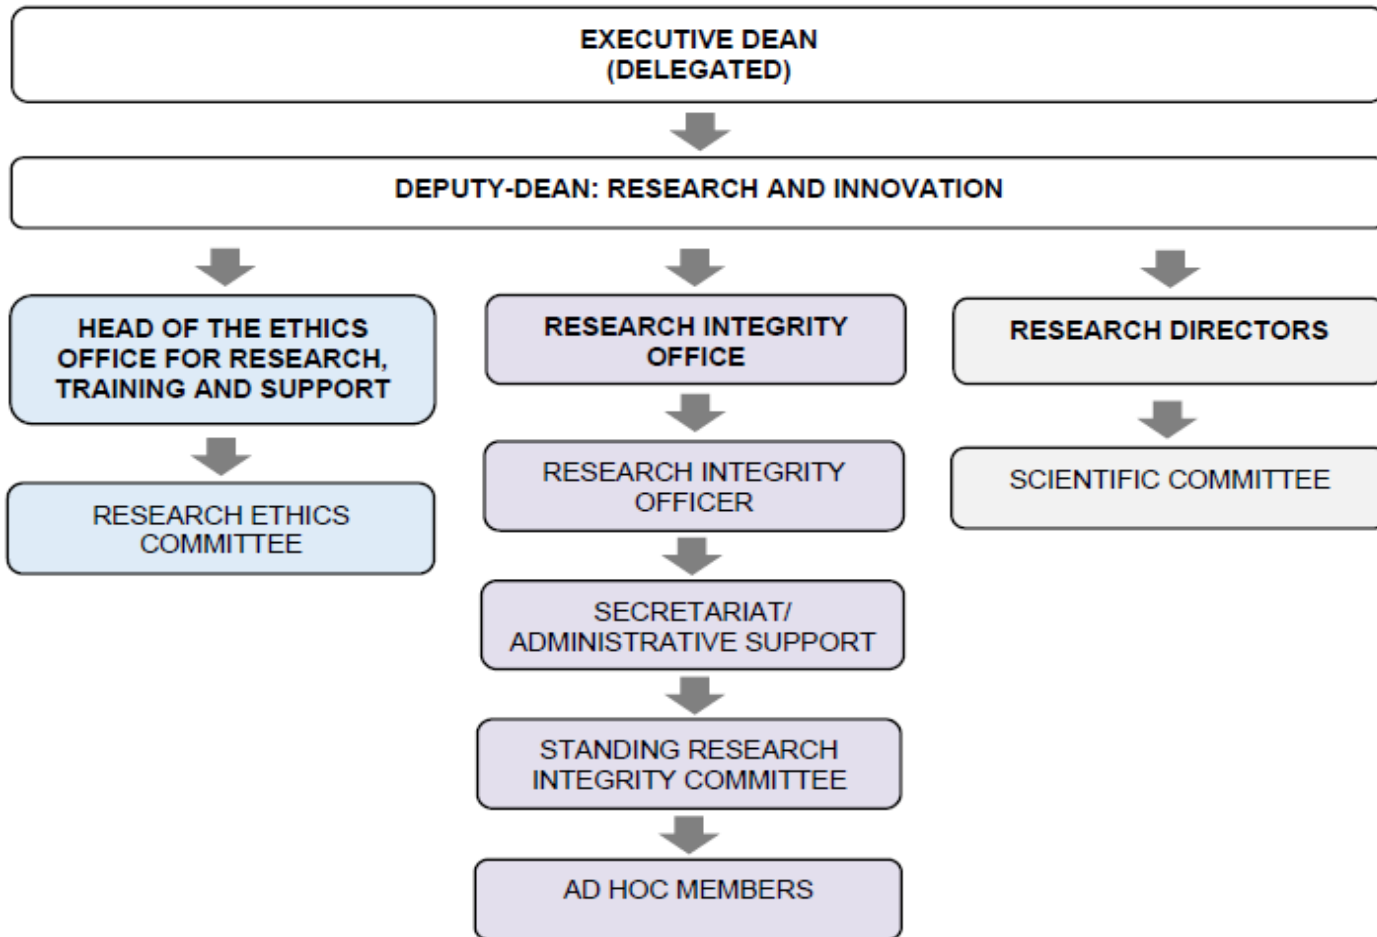 EXECUTIVE DEAN
(DELEGATED)
DEPUTY-DEAN: RESEARCH AND INNOVATION
HEAD OF THE ETHICS
OFFICE FOR RESEARCH,
TRAINING AND SUPPORT
RESEARCH ETHICS
COMMITTEE
RESEARCH INTEGRITY
OFFICE
RESEARCH INTEGRITY
OFFICER
SECRETARIAT/
ADMINISTRATIVE SUPPORT
STANDING RESEARCH
INTEGRITY COMMITTEE
AD HOC MEMBERS
RESEARCH DIRECTORS
SCIENTIFIC COMMITTEE